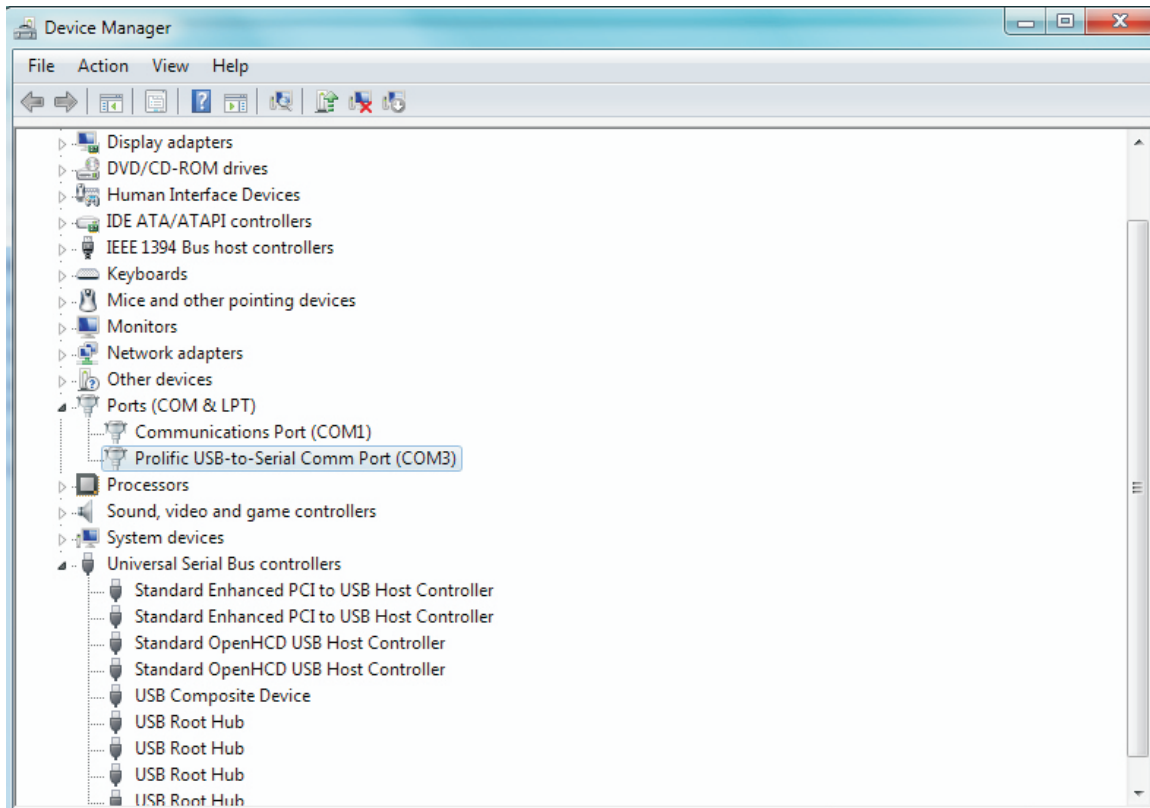 Device Manager
File Action View Help
Display adapters
DVD/CD-ROM drives
Human Interface Devices
IDE ATA/ATAPI controllers
IEEE 1394 Bus host controllers
Keyboards
Mice and other pointing devices
Monitors
Network adapters
Other devices
Ports (COM & LPT)
Communications Port (COM1)
Prolific USB-to-Serial Comm Port (COM3)
Processors
Sound, video and game controllers
System devices
Universal Serial Bus controllers
Standard Enhanced PCI to USB Host Controller
Standard Enhanced PCI to USB Host Controller
Standard OpenHCD USB Host Controller
Standard OpenHCD USB Host Controller
USB Composite Device
USB Root Hub
USB Root Hub
USB Root Hub
USB Root Hub